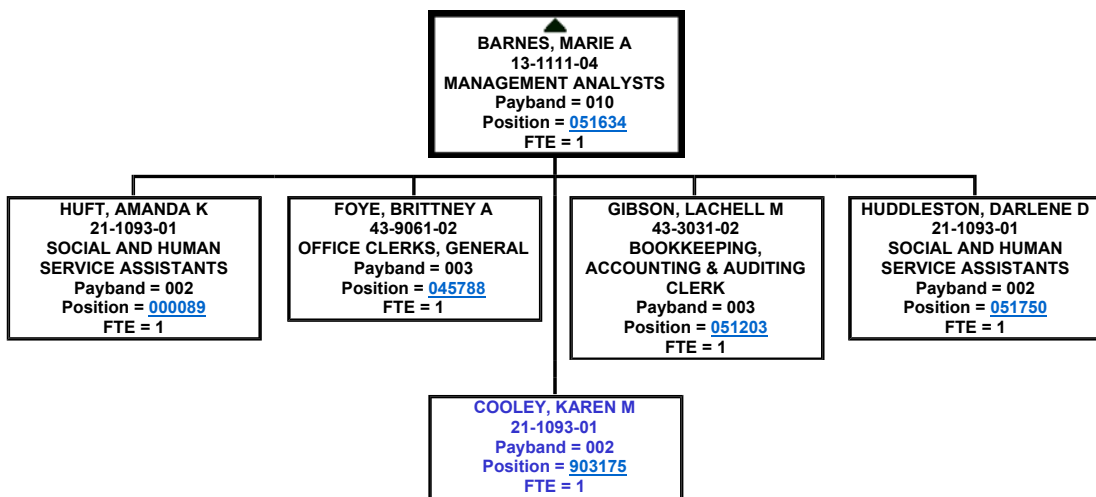 BARNES, MARIE A
13-1111-04
MANAGEMENT ANALYSTS
Payband = 010
Position = 051634
FTE = 1
HUFT, AMANDA K
21-1093-01
SOCIAL AND HUMAN
SERVICE ASSISTANTS
Payband = 002
Position = 000089
FTE = 1
FOYE, BRITTNEY A
43-9061-02
OFFICE CLERKS, GENERAL
Payband = 003
Position = 045788
FTE = 1
GIBSON, LACHELL M
43-3031-02
BOOKKEEPING,
ACCOUNTING & AUDITING
CLERK
Payband = 003
Position = 051203
FTE = 1
HUDDLESTON, DARLENE D
21-1093-01
SOCIAL AND HUMAN
SERVICE ASSISTANTS
Payband = 002
Position = 051750
FTE = 1
COOLEY, KAREN M
21-1093-01
Payband = 002
Position = 903175
FTE = 1